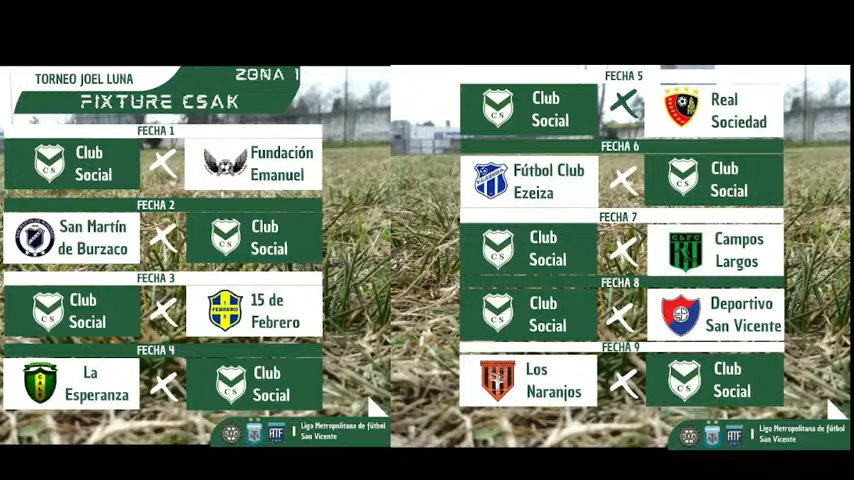 TORNEO JOEL LUNA
ZONA 1
FIXTURE CSAK
FECHA 1
Club
Social
C S
Fundación
Emanuel
FECHA 2
San Martín
de Burzaco
Club
Social
C S
FECHA 3
Club
Social
C S
FEBRERO
15 de
Febrero
FECHA 4
La
Esperanza
Club
Social
C S
Liga Metropolitana de fútbol
San Vicente
FECHA 5
Club
Social
C S
Real
Sociedad
FECHA 6
Fútbol Club
Ezeiza
Club
Social
C S
FECHA 7
Club
Social
C S
CLFC
Campos
Largos
FECHA 8
Club
Social
C S
Deportivo
San Vicente
FECHA 9
Los
Naranjos
Club
Social
C S
Liga Metropolitana de fútbol
San Vicente